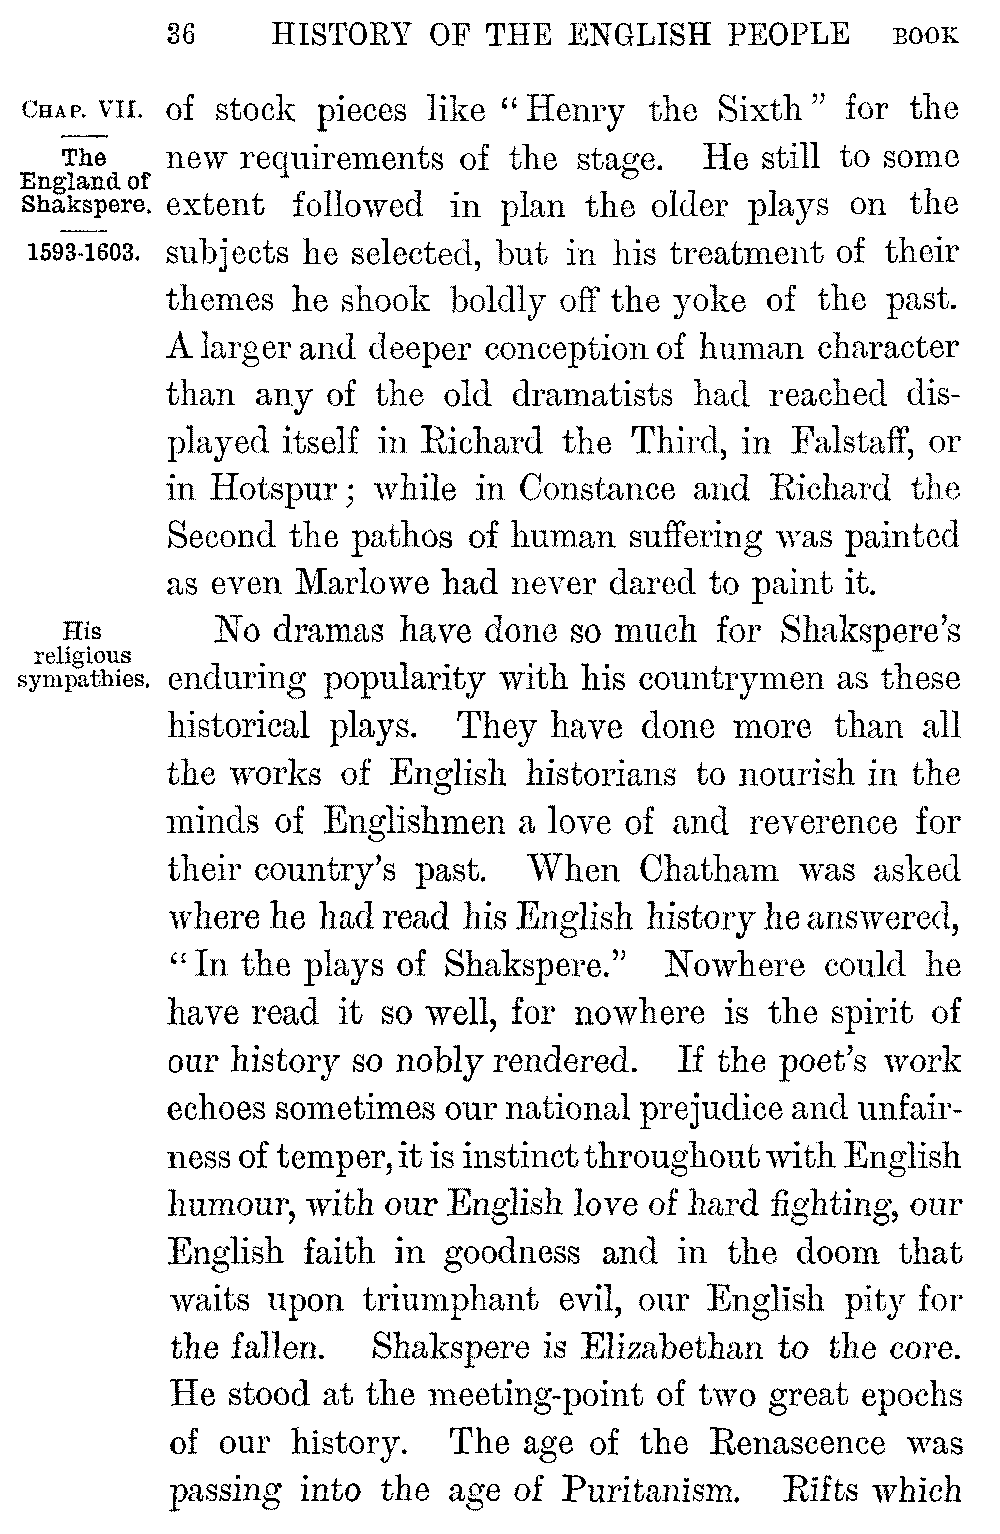 36 HISTORY OF THE ENGLISH PEOPLE BOOK
CHAP. VII.
The
England of
Shakspere.
1593-1603.
of stock pieces like “Henry the Sixth” for the
new requirements of the stage. He still to some
extent followed in plan the older plays on the
subjects he selected, but in his treatment of their
themes he shook boldly off the yoke of the past.
A larger and deeper conception of human character
than any of the old dramatists had reached dis-
played itself in Richard the Third, in Falstaff, or
in Hotspur; while in Constance and Richard the
Second the pathos of human suffering was painted
as even Marlowe had never dared to paint it.
His
religious
sympathies.
No dramas have done so much for Shakspere’s
enduring popularity with his countrymen as these
historical plays. They have done more than all
the works of English historians to nourish in the
minds of Englishmen a love of and reverence for
their country’s past. When Chatham was asked
where he had read his English history he answered,
“In the plays of Shakspere.” Nowhere could he
have read it so well, for nowhere is the spirit of
our history so nobly rendered. If the poet’s work
echoes sometimes our national prejudice and unfair-
ness of temper, it is instinct throughout with English
humour, with our English love of hard fighting, our
English faith in goodness and in the doom that
waits upon triumphant evil, our English pity for
the fallen. Shakspere is Elizabethan to the core.
He stood at the meeting-point of two great epochs
of our history. The age of the Renascence was
passing into the age of Puritanism. Rifts which